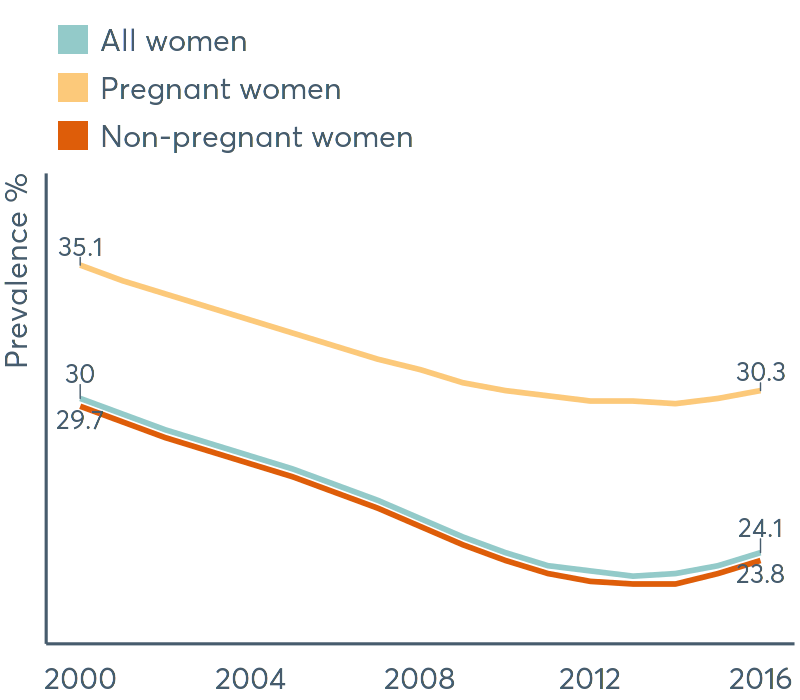 All women
Pregnant women
Non-pregnant women
Prevalence %
35.1
30
29.7
30.3
24.1
23.8
2000 2004 2008 2012 2016